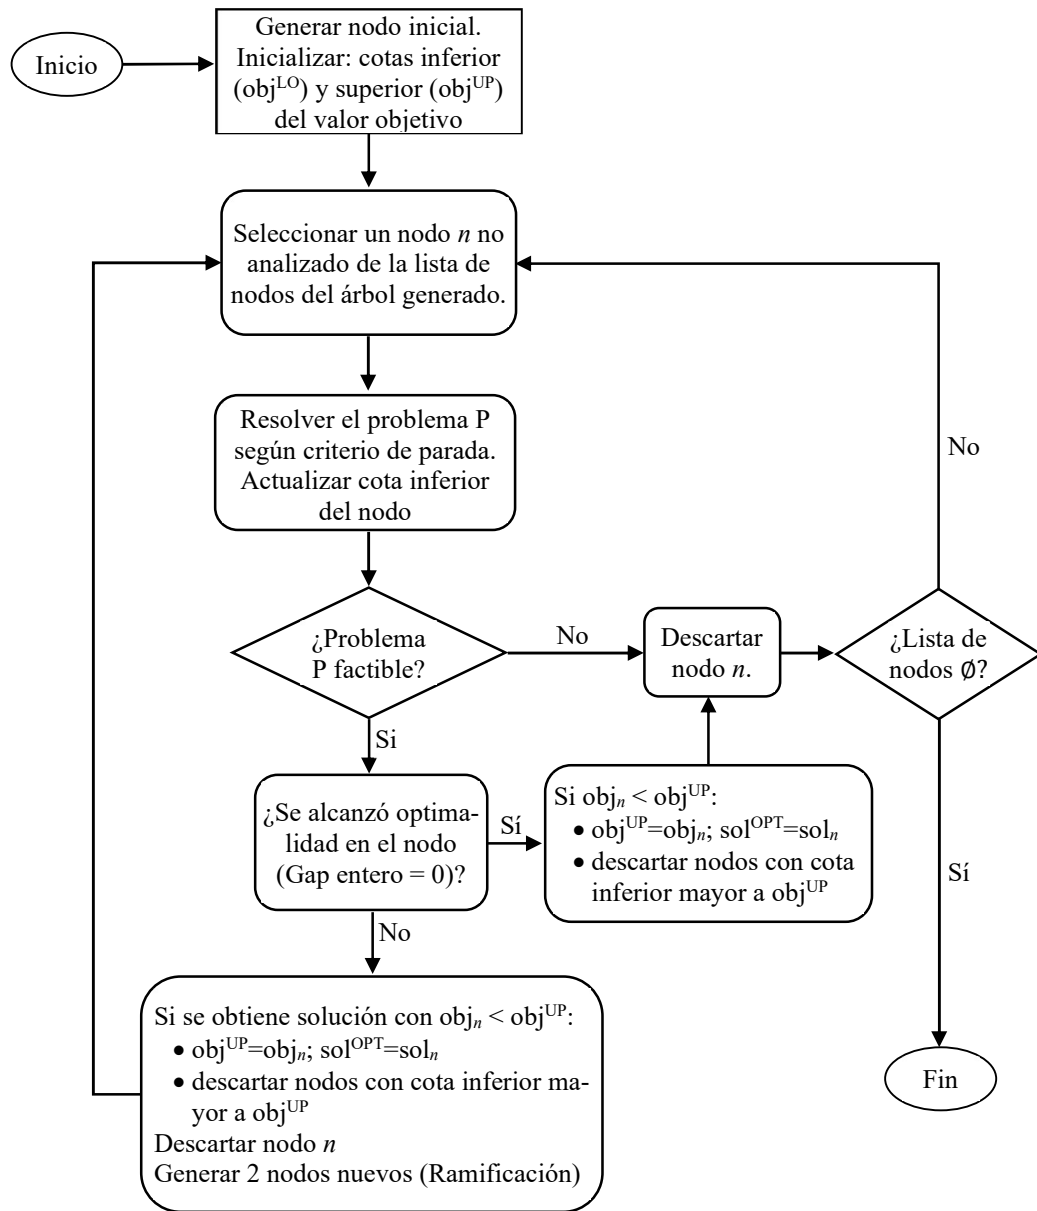 Inicio
Generar nodo inicial.
Inicializar: cotas inferior
(obj^LO) y superior (obj^UP)
del valor objetivo
Seleccionar un nodo n no
analizado de la lista de
nodos del árbol generado.
Resolver el problema P
según criterio de parada.
Actualizar cota inferior
del nodo
No
¿Problema
P factible?
No
Descartar
nodo n.
¿Lista de
nodos ∅?
Si
¿Se alcanzó optima-
lidad en el nodo
(Gap entero = 0)?
Sí
Si obj_n < obj^UP:
• obj^UP=obj_n; sol^OPT=sol_n
• descartar nodos con cota
inferior mayor a obj^UP
Sí
No
Si se obtiene solución con obj_n < obj^UP:
• obj^UP=obj_n; sol^OPT=sol_n
• descartar nodos con cota inferior ma-
yor a obj^UP
Descartar nodo n
Generar 2 nodos nuevos (Ramificación)
Fin